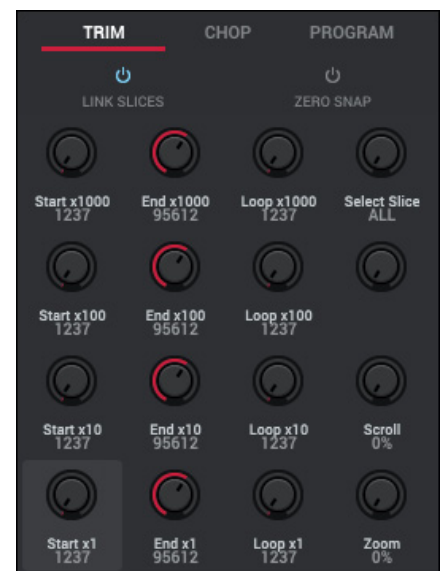 TRIM CHOP PROGRAM
LINK SLICES ZERO SNAP
Start x1000 End x1000 Loop x1000 Select Slice
1237 95612 1237 ALL
Start x100 End x100 Loop x100
1237 95612 1237
Start x10 End x10 Loop x10 Scroll
1237 95612 1237 0%
Start x1 End x1 Loop x1 Zoom
1237 95612 1237 0%